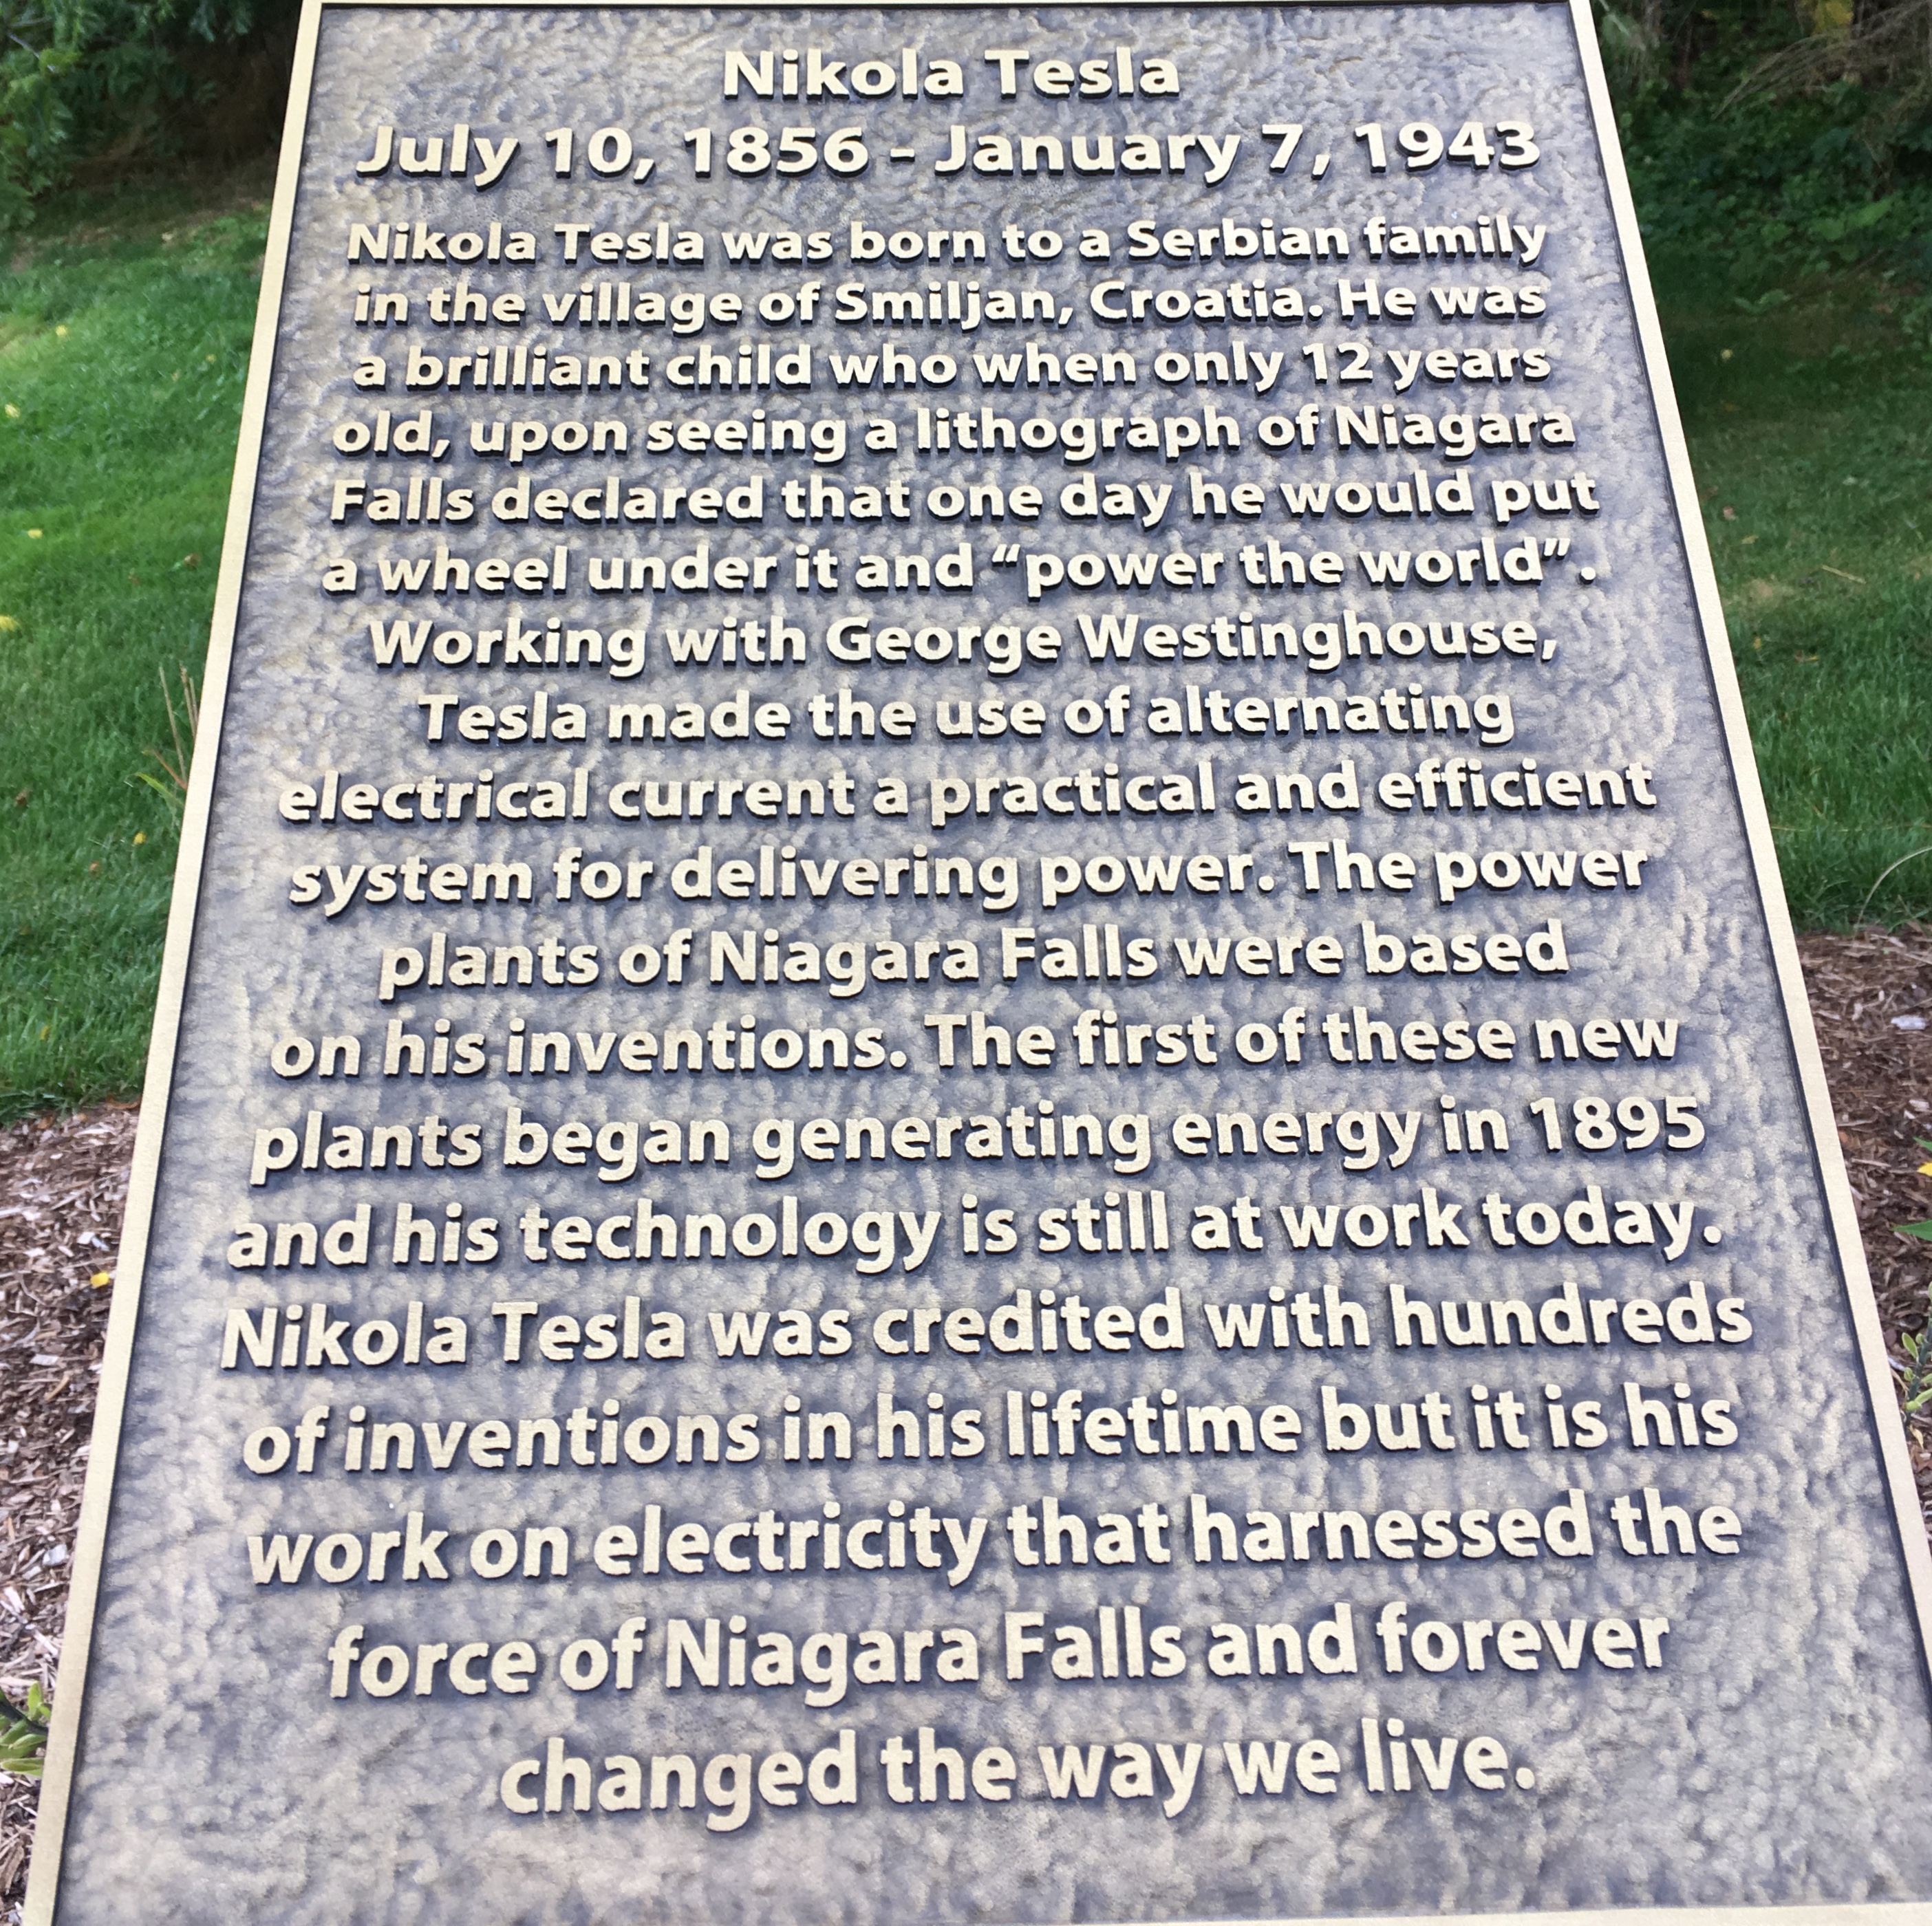 Nikola Tesla
July 10, 1856 - January 7, 1943
Nikola Tesla was born to a Serbian family
in the village of Smiljan, Croatia. He was
a brilliant child who when only 12 years
old, upon seeing a lithograph of Niagara
Falls declared that one day he would put
a wheel under it and “power the world”.
Working with George Westinghouse,
Tesla made the use of alternating
electrical current a practical and efficient
system for delivering power. The power
plants of Niagara Falls were based
on his inventions. The first of these new
plants began generating energy in 1895
and his technology is still at work today.
Nikola Tesla was credited with hundreds
of inventions in his lifetime but it is his
work on electricity that harnessed the
force of Niagara Falls and forever
changed the way we live.